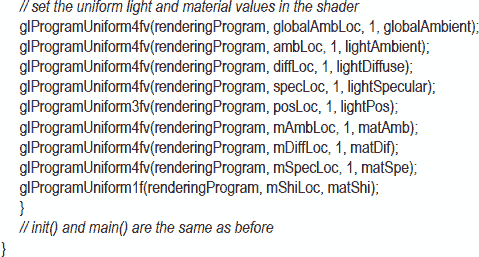 // set the uniform light and material values in the shader
glProgramUniform4fv(renderingProgram, globalAmbLoc, 1, globalAmbient);
glProgramUniform4fv(renderingProgram, ambLoc, 1, lightAmbient);
glProgramUniform4fv(renderingProgram, diffLoc, 1, lightDiffuse);
glProgramUniform4fv(renderingProgram, specLoc, 1, lightSpecular);
glProgramUniform3fv(renderingProgram, posLoc, 1, lightPos);
glProgramUniform4fv(renderingProgram, mAmbLoc, 1, matAmb);
glProgramUniform4fv(renderingProgram, mDiffLoc, 1, matDif);
glProgramUniform4fv(renderingProgram, mSpecLoc, 1, matSpe);
glProgramUniform1f(renderingProgram, mShiLoc, matShi);
}
// init() and main() are the same as before
}